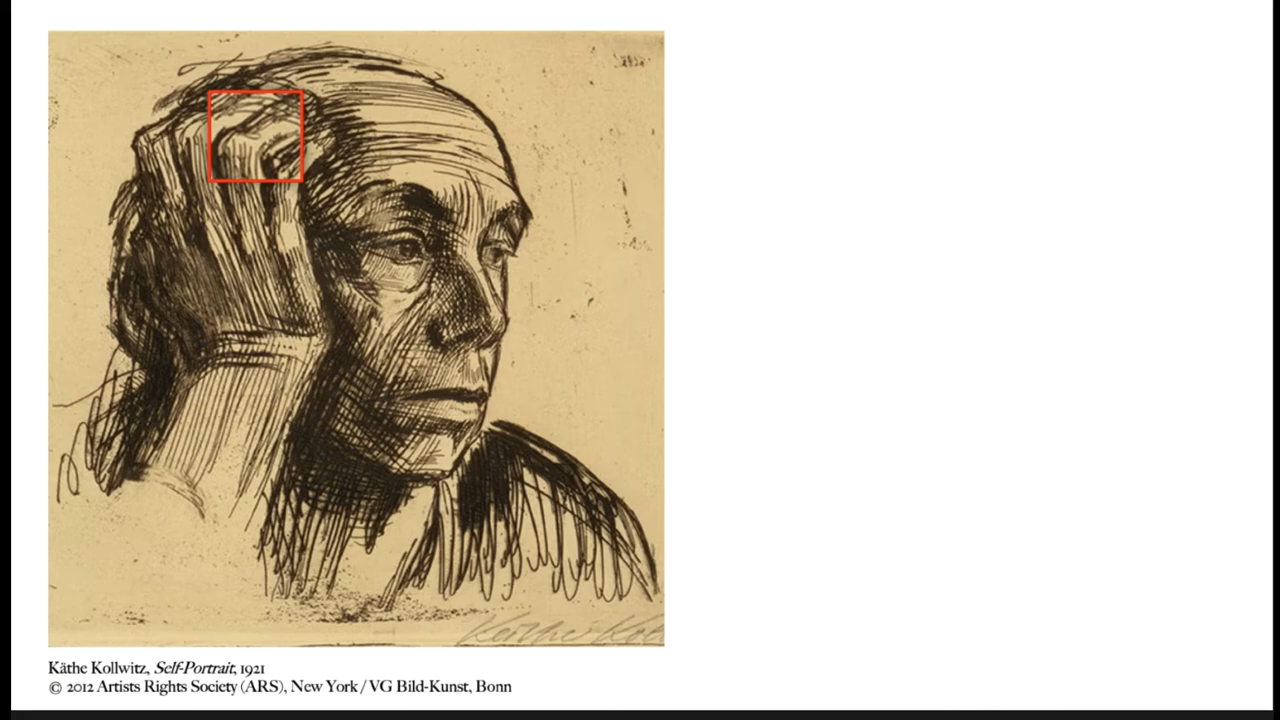 Käthe Kollwitz, Self-Portrait, 1921
© 2012 Artists Rights Society (ARS), New York / VG Bild-Kunst, Bonn